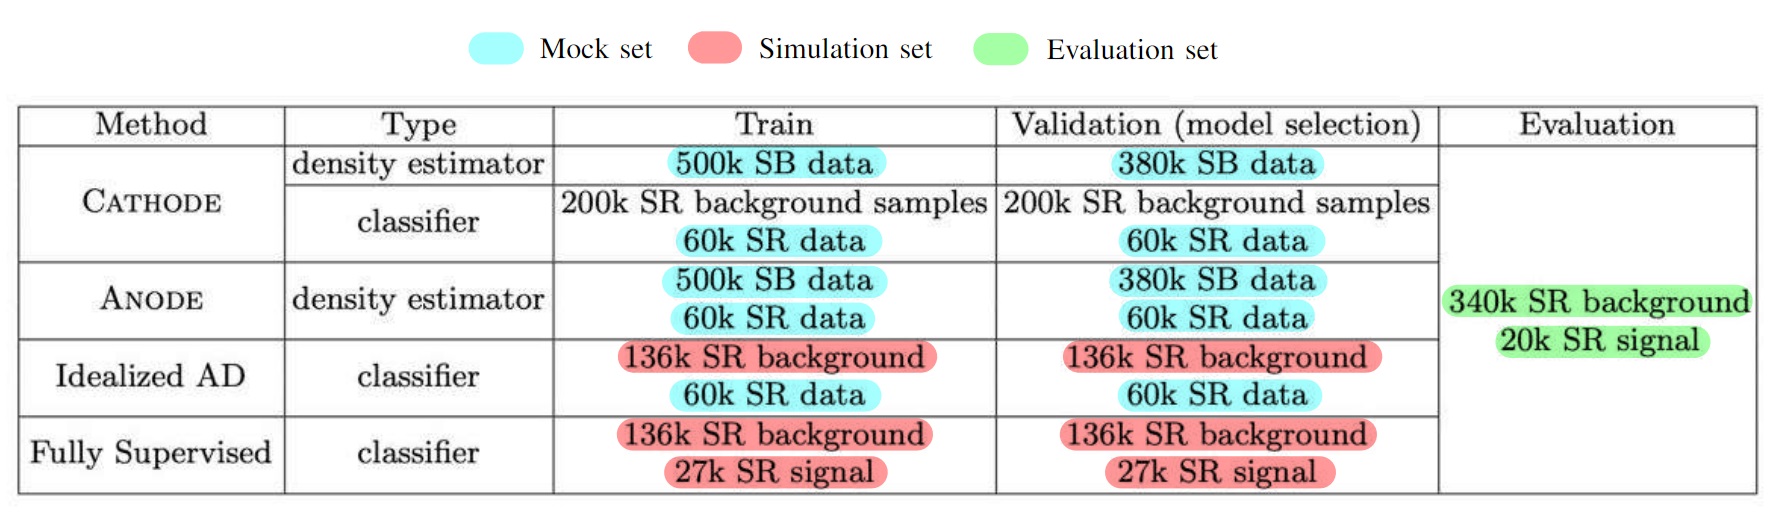 Mock set Simulation set Evaluation set
Method Type Train Validation (model selection) Evaluation
CATHODE density estimator 500k SB data 380k SB data
classifier 200k SR background samples 200k SR background samples
60k SR data 60k SR data
ANODE density estimator 500k SB data 380k SB data
60k SR data 60k SR data
340k SR background
20k SR signal
Idealized AD classifier 136k SR background 136k SR background
60k SR data 60k SR data
Fully Supervised classifier 136k SR background 136k SR background
27k SR signal 27k SR signal